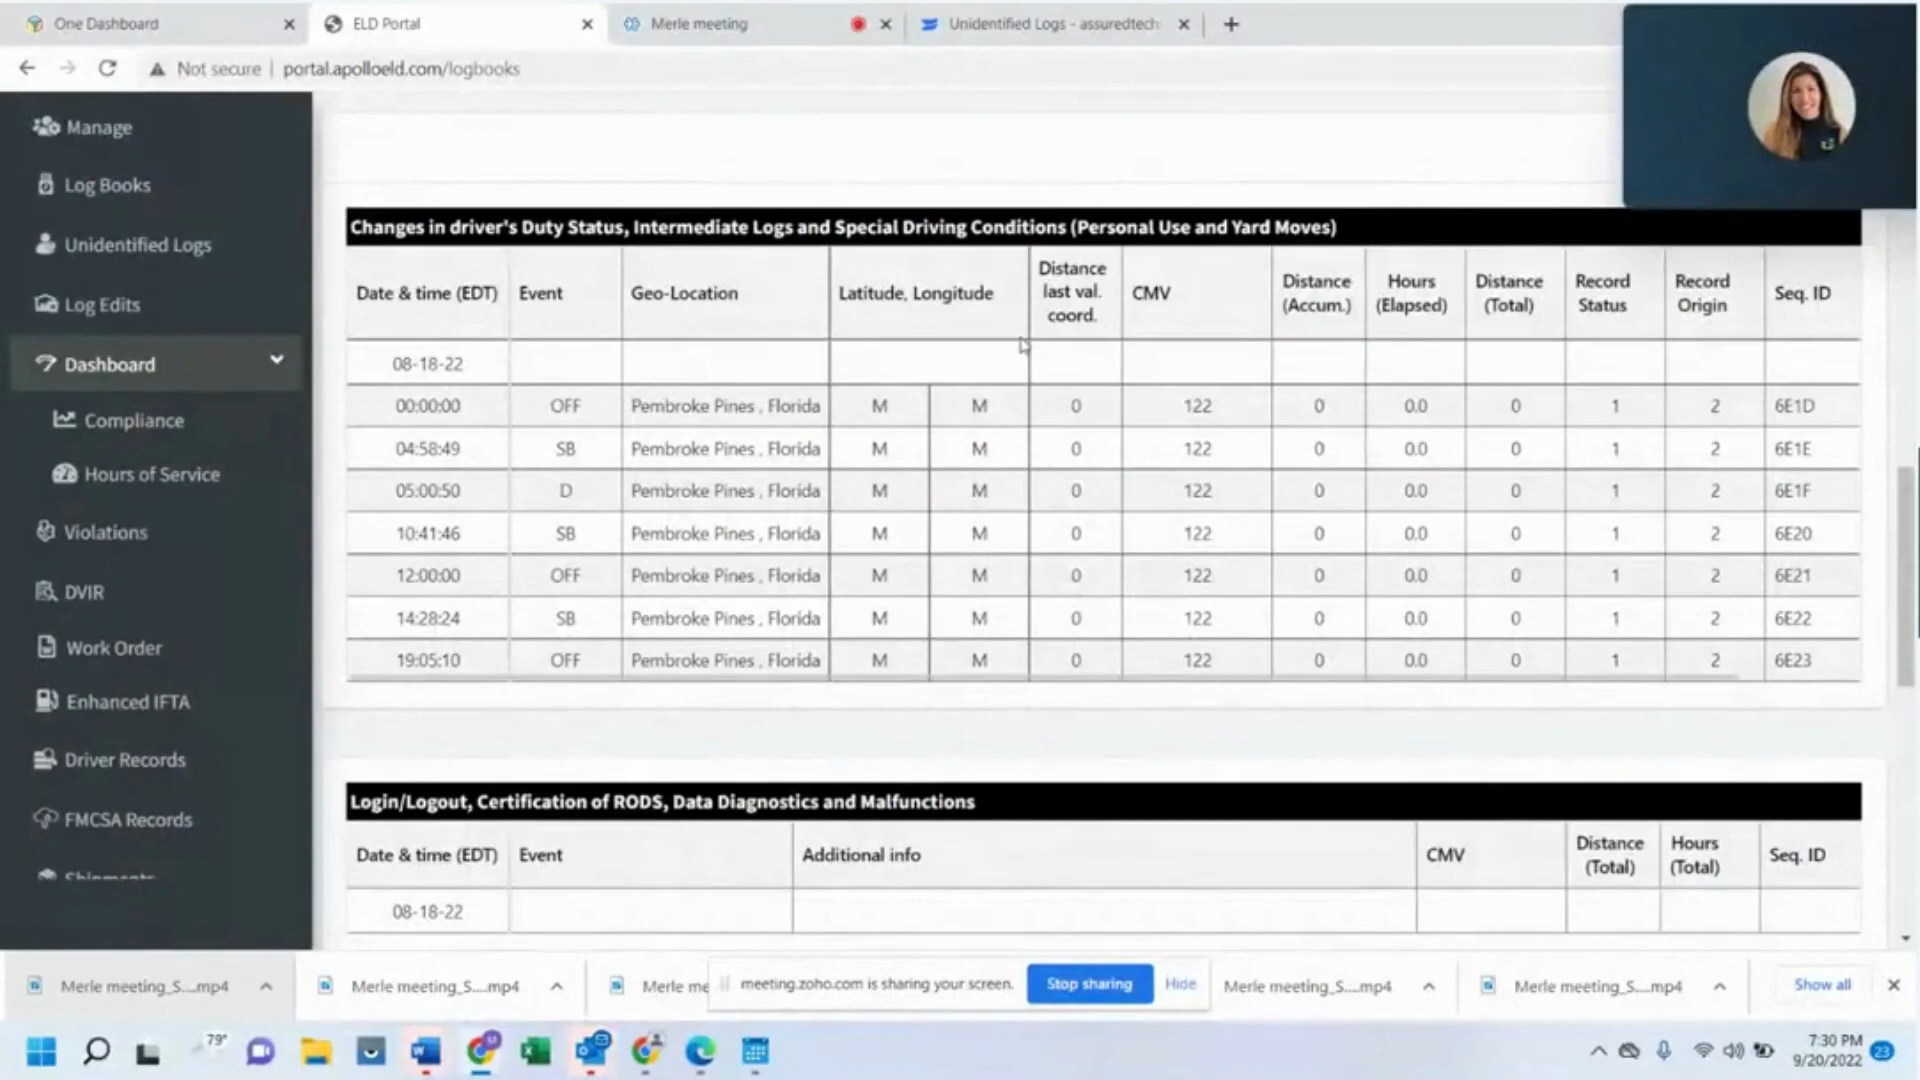 One Dashboard
ELD Portal
Merle meeting
Unidentified Logs - assuredtech
Not secure
portal.apolloeld.com/logbooks
Manage
Log Books
Unidentified Logs
Log Edits
Dashboard
Compliance
Hours of Service
Violations
DVIR
Work Order
Enhanced IFTA
Driver Records
FMCSA Records
Shipments
Changes in driver's Duty Status, Intermediate Logs and Special Driving Conditions (Personal Use and Yard Moves)
Date & time (EDT) Event Geo-Location Latitude, Longitude Distance last val. coord. CMV Distance (Accum.) Hours (Elapsed) Distance (Total) Record Status Record Origin Seq. ID
08-18-22
00:00:00 OFF Pembroke Pines , Florida M M 0 122 0 0.0 0 1 2 6E1D
04:58:49 SB Pembroke Pines , Florida M M 0 122 0 0.0 0 1 2 6E1E
05:00:50 D Pembroke Pines , Florida M M 0 122 0 0.0 0 1 2 6E1F
10:41:46 SB Pembroke Pines , Florida M M 0 122 0 0.0 0 1 2 6E20
12:00:00 OFF Pembroke Pines , Florida M M 0 122 0 0.0 0 1 2 6E21
14:28:24 SB Pembroke Pines , Florida M M 0 122 0 0.0 0 1 2 6E22
19:05:10 OFF Pembroke Pines , Florida M M 0 122 0 0.0 0 1 2 6E23
Login/Logout, Certification of RODS, Data Diagnostics and Malfunctions
Date & time (EDT) Event Additional info CMV Distance (Total) Hours (Total) Seq. ID
08-18-22
Merle meeting_S....mp4
Merle meeting_S....mp4
Merle me
meeting.zoho.com is sharing your screen.
Stop sharing
Hide
Merle meeting_S....mp4
Merle meeting_S....mp4
Show all
79°
7:30 PM
9/20/2022
23